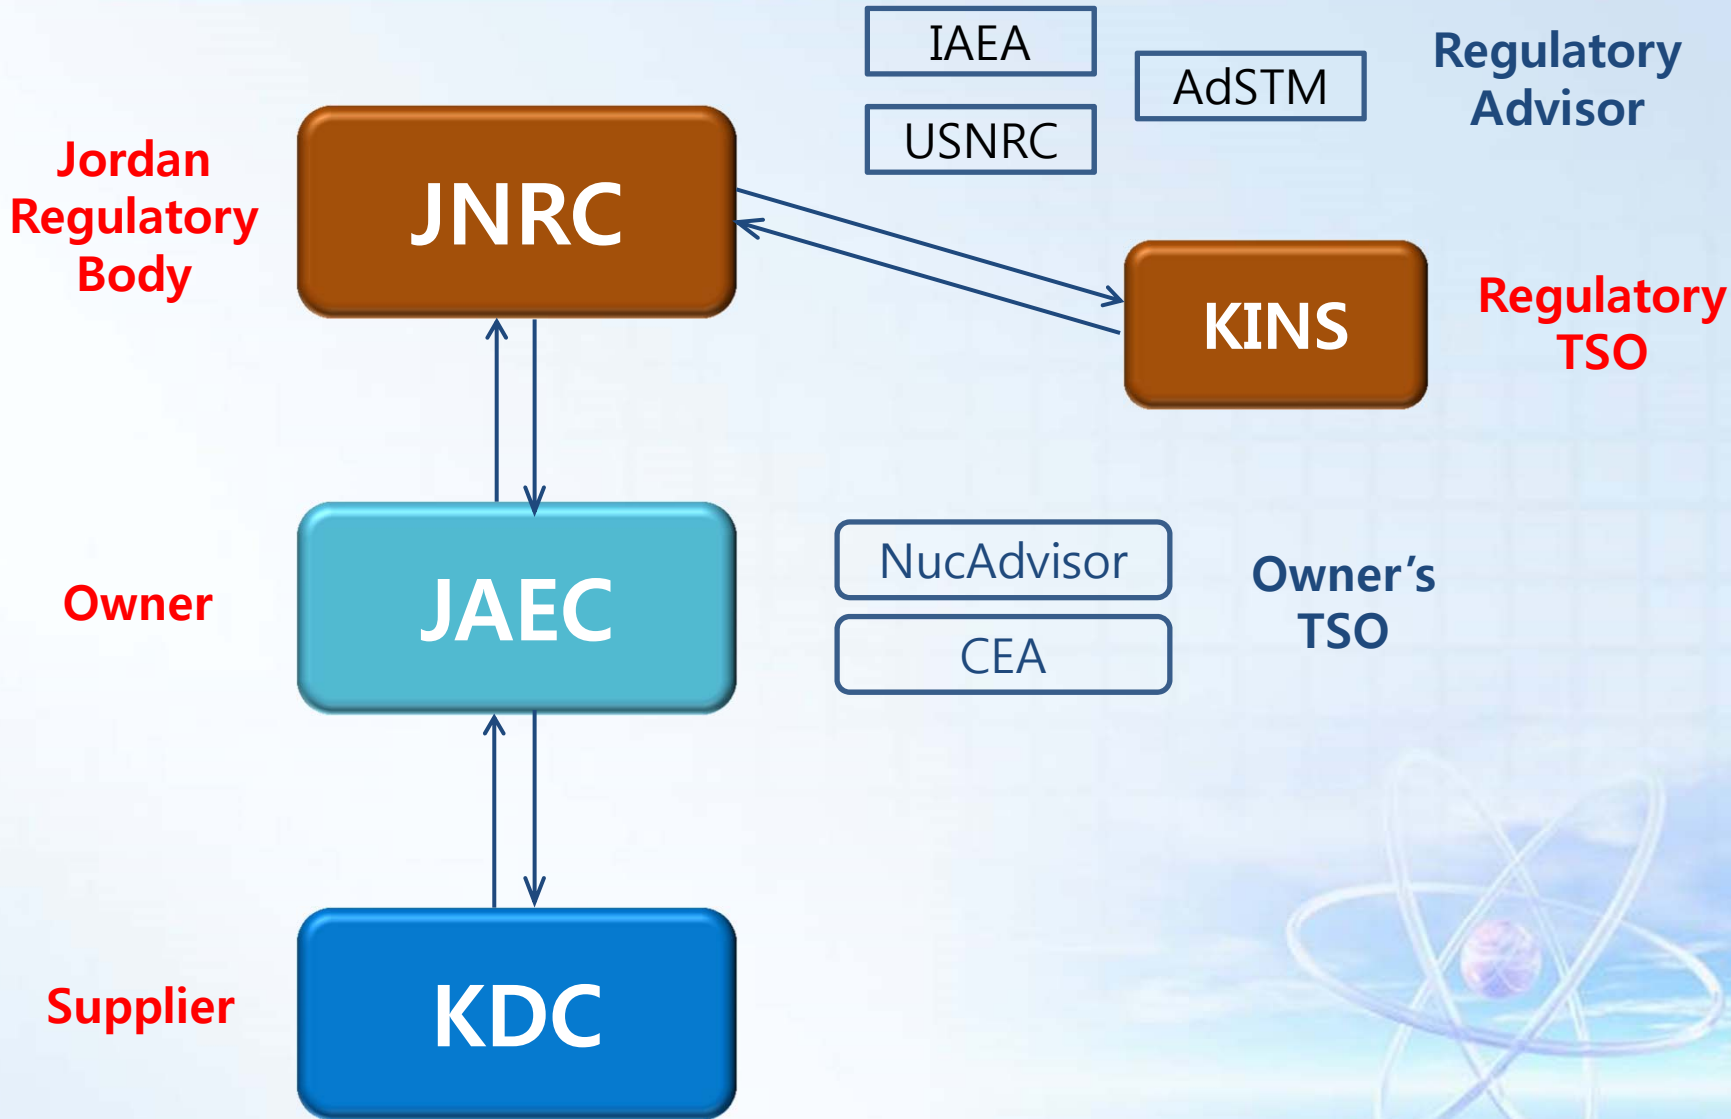 IAEA
AdSTM
USNRC
Regulatory
Advisor
Jordan
Regulatory
Body
JNRC
KINS
Regulatory
TSO
Owner
JAEC
NucAdvisor
CEA
Owner’s
TSO
Supplier
KDC